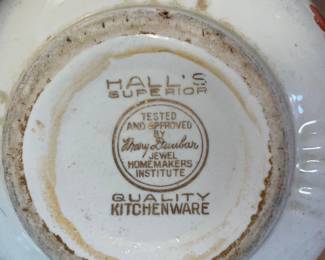 HALL'S
SUPERIOR
TESTED
AND APPROVED
BY
Mary Dunbar
JEWEL
HOMEMAKERS
INSTITUTE
QUALITY
KITCHENWARE